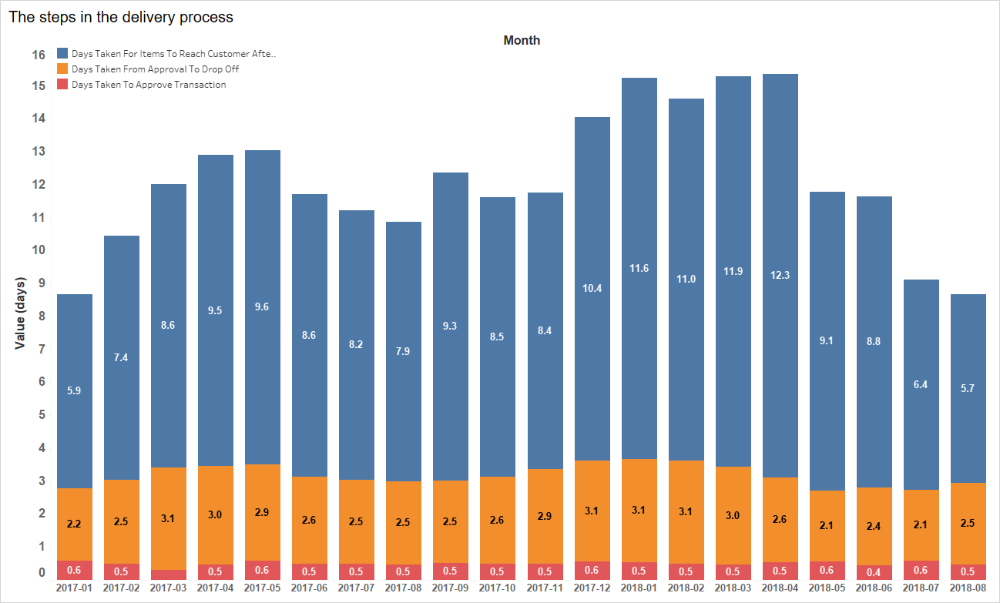 The steps in the delivery process
Month
Days Taken For Items To Reach Customer Afte..
Days Taken From Approval To Drop Off
Days Taken To Approve Transaction
Value (days)
16
15
14
13
12
11
10
9
8
7
6
5
4
3
2
1
0
5.9 7.4 8.6 9.5 9.6 8.6 8.2 7.9 9.3 8.5 8.4 10.4 11.6 11.0 11.9 12.3 9.1 8.8 6.4 5.7
2.2 2.5 3.1 3.0 2.9 2.6 2.5 2.5 2.5 2.6 2.9 3.1 3.1 3.1 3.0 2.6 2.1 2.4 2.1 2.5
0.6 0.5 0.5 0.6 0.5 0.5 0.5 0.5 0.5 0.5 0.6 0.5 0.5 0.5 0.5 0.6 0.4 0.6 0.5
2017-01 2017-02 2017-03 2017-04 2017-05 2017-06 2017-07 2017-08 2017-09 2017-10 2017-11 2017-12 2018-01 2018-02 2018-03 2018-04 2018-05 2018-06 2018-07 2018-08